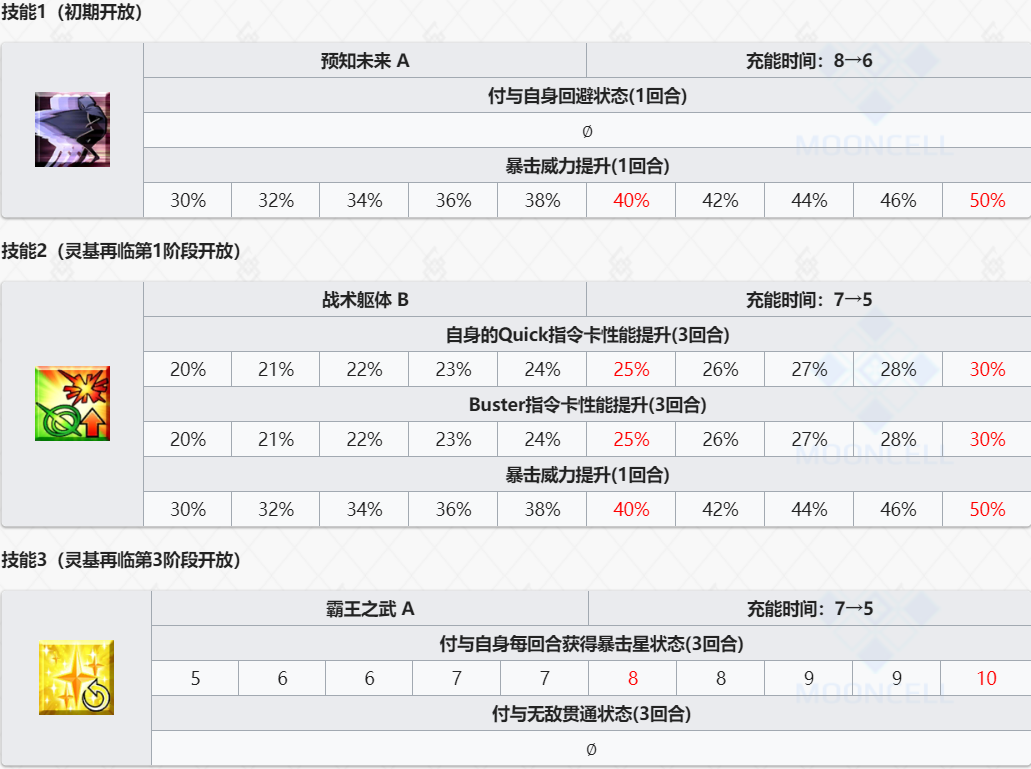 技能1（初期开放）
预知未来 A 充能时间：8→6
付与自身回避状态(1回合)
∅
暴击威力提升(1回合)
30% 32% 34% 36% 38% 40% 42% 44% 46% 50%
MOONCELL
技能2（灵基再临第1阶段开放）
战术躯体 B 充能时间：7→5
自身的Quick指令卡性能提升(3回合)
20% 21% 22% 23% 24% 25% 26% 27% 28% 30%
Buster指令卡性能提升(3回合)
20% 21% 22% 23% 24% 25% 26% 27% 28% 30%
MOONCELL
暴击威力提升(1回合)
30% 32% 34% 36% 38% 40% 42% 44% 46% 50%
技能3（灵基再临第3阶段开放）
霸王之武 A 充能时间：7→5
付与自身每回合获得暴击星状态(3回合)
5 6 6 7 7 8 8 9 9 10
MOONCELL
付与无敌贯通状态(3回合)
∅